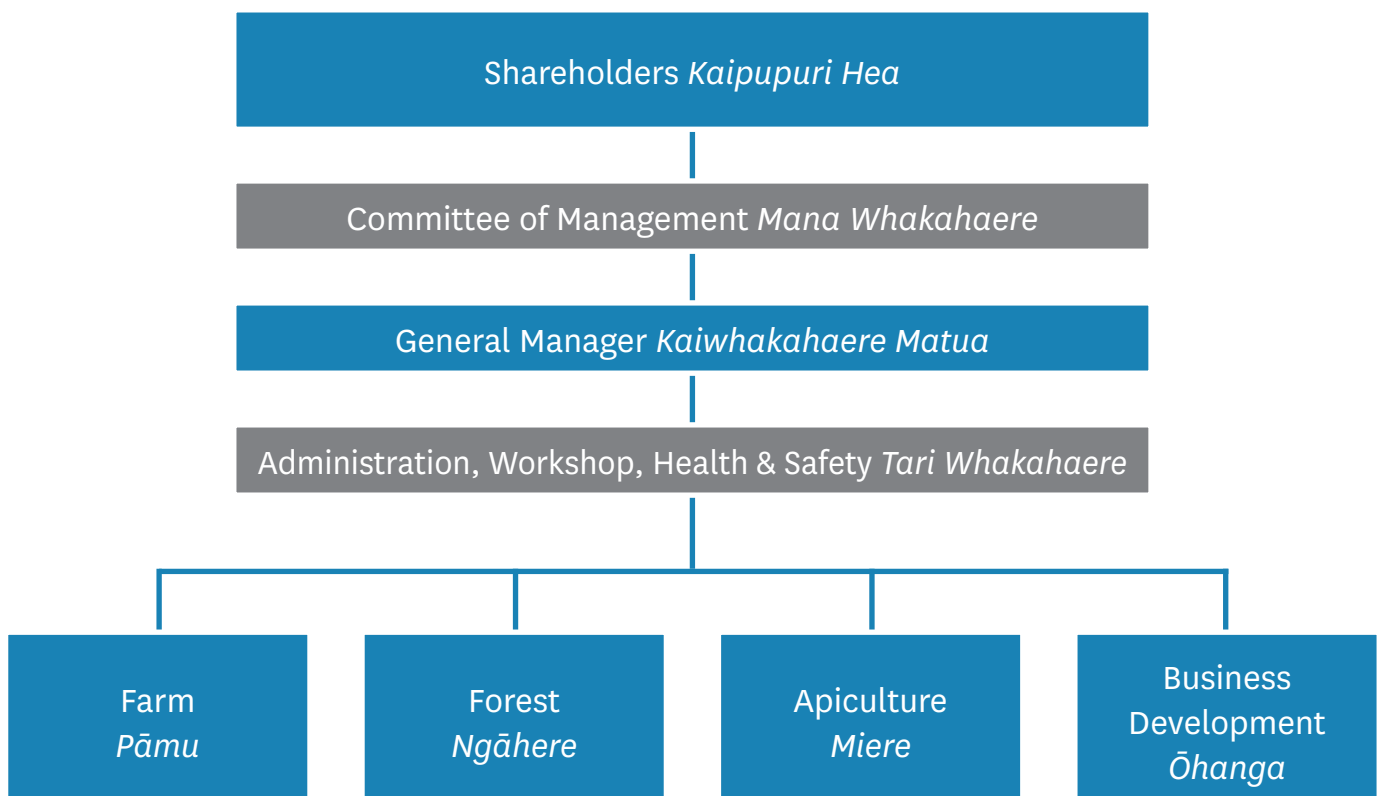 Shareholders Kaipupuri Hea
Committee of Management Mana Whakahaere
General Manager Kaiwhakahaere Matua
Administration, Workshop, Health & Safety Tari Whakahaere
Farm
Pāmu
Forest
Ngāhere
Apiculture
Miere
Business
Development
Ōhanga